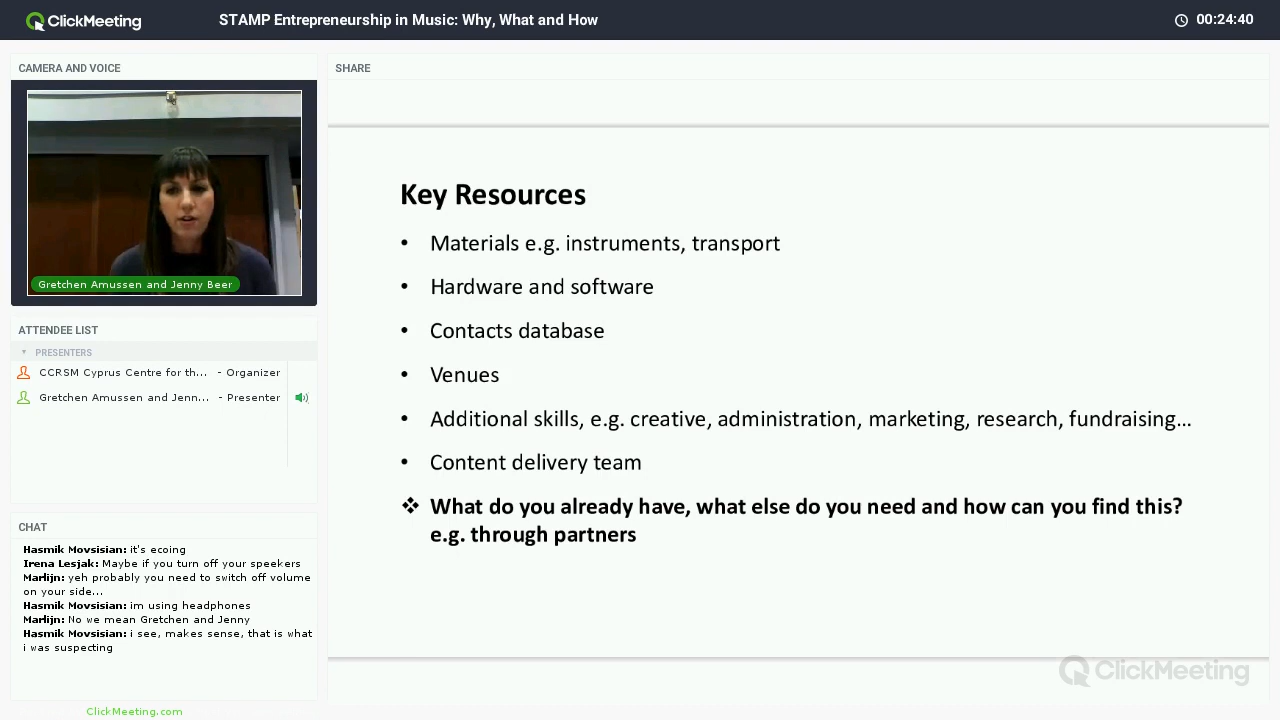 ClickMeeting
STAMP Entrepreneurship in Music: Why, What and How
00:24:40
CAMERA AND VOICE
Gretchen Amussen and Jenny Beer
ATTENDEE LIST
PRESENTERS
CCRSM Cyprus Centre for th... - Organizer
Gretchen Amussen and Jenn... - Presenter
CHAT
Hasmik Movsisian: it's ecoing
Irena Lesjak: Maybe if you turn off your speekers
Marlijn: yeh probably you need to switch off volume
on your side...
Hasmik Movsisian: im using headphones
Marlijn: No we mean Gretchen and Jenny
Hasmik Movsisian: i see, makes sense, that is what
i was suspecting
ClickMeeting.com
SHARE
Key Resources
• Materials e.g. instruments, transport
• Hardware and software
• Contacts database
• Venues
• Additional skills, e.g. creative, administration, marketing, research, fundraising…
• Content delivery team
❖ What do you already have, what else do you need and how can you find this?
e.g. through partners
ClickMeeting